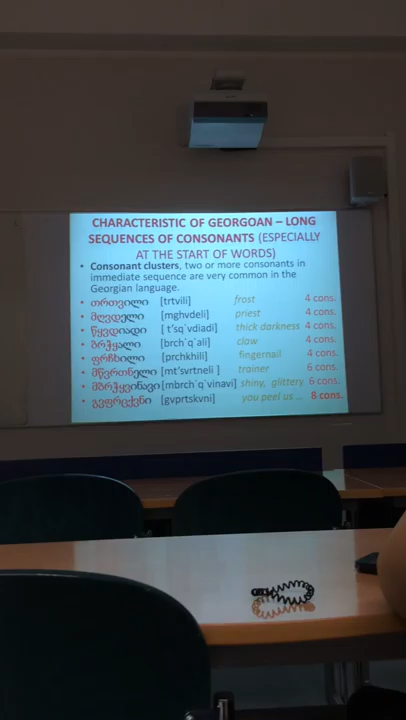 CHARACTERISTIC OF GEORGOAN – LONG
SEQUENCES OF CONSONANTS (ESPECIALLY
AT THE START OF WORDS)
• Consonant clusters, two or more consonants in
immediate sequence are very common in the
Georgian language.
• თრთვილი [trtvili] frost 4 cons.
• მღვდელი [mghvdeli] priest 4 cons.
• წყვდიადი [ t’sq`vdiadi] thick darkness 4 cons.
• ბრჭყალი [brch`q`ali] claw 4 cons.
• ფრჩხილი [prchkhili] fingernail 4 cons.
• მწვრთნელი [mt’svrtneli ] trainer 6 cons.
• მბრჭყვინავი [mbrch`q`vinavi] shiny, glittery 6 cons.
• გვფრცქვნი [gvprtskvni] you peel us .. 8 cons.